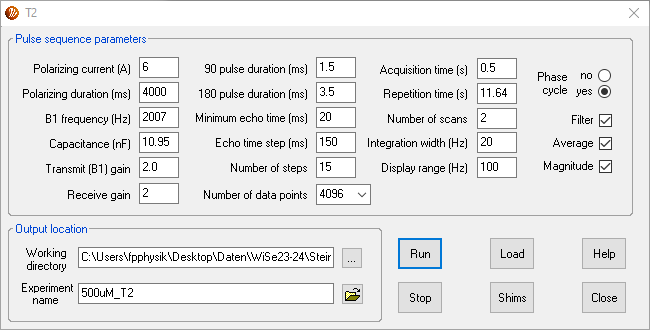 T2
Pulse sequence parameters
Polarizing current (A) 6 90 pulse duration (ms) 1.5 Acquisition time (s) 0.5 Phase cycle no yes
Polarizing duration (ms) 4000 180 pulse duration (ms) 3.5 Repetition time (s) 11.64
B1 frequency (Hz) 2007 Minimum echo time (ms) 20 Number of scans 2 Filter
Capacitance (nF) 10.95 Echo time step (ms) 150 Integration width (Hz) 20 Average
Transmit (B1) gain 2.0 Number of steps 15 Display range (Hz) 100 Magnitude
Receive gain 2 Number of data points 4096
Output location
Working directory C:\Users\fpphysik\Desktop\Daten\WiSe23-24\Steir ...
Experiment name 500uM_T2
Run Load Help
Stop Shims Close